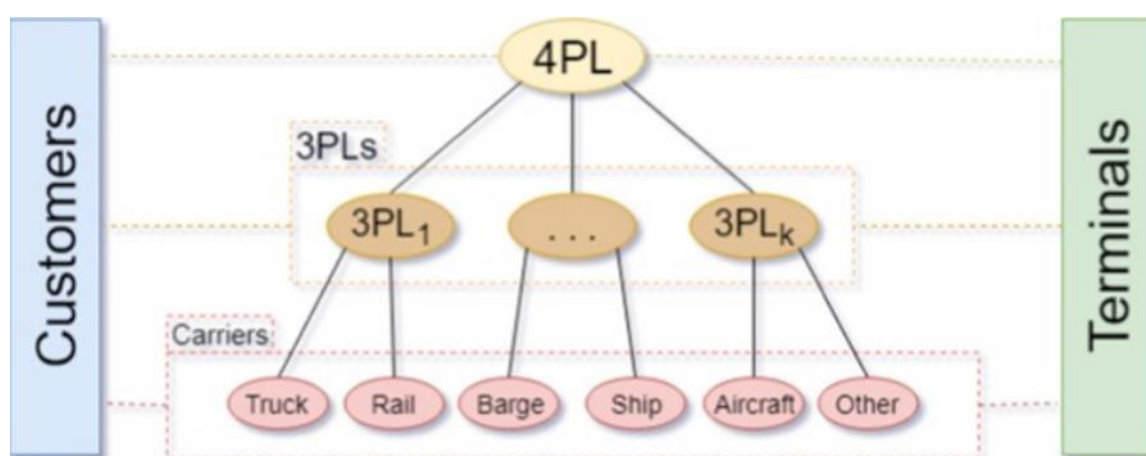 4PL
Customers
Terminals
3PLs
3PL₁
...
3PLₖ
Carriers
Truck
Rail
Barge
Ship
Aircraft
Other